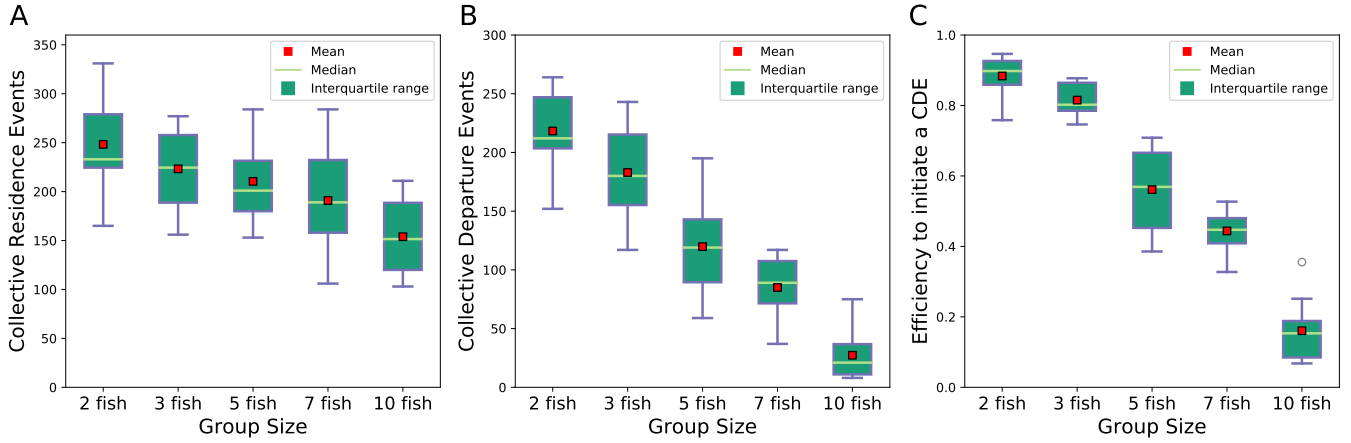 A
Collective Residence Events
350
300
250
200
150
100
50
0
Mean
Median
Interquartile range
2 fish 3 fish 5 fish 7 fish 10 fish
Group Size
B
Collective Departure Events
300
250
200
150
100
50
0
Mean
Median
Interquartile range
2 fish 3 fish 5 fish 7 fish 10 fish
Group Size
C
Efficiency to initiate a CDE
1.0
0.8
0.6
0.4
0.2
0.0
Mean
Median
Interquartile range
2 fish 3 fish 5 fish 7 fish 10 fish
Group Size